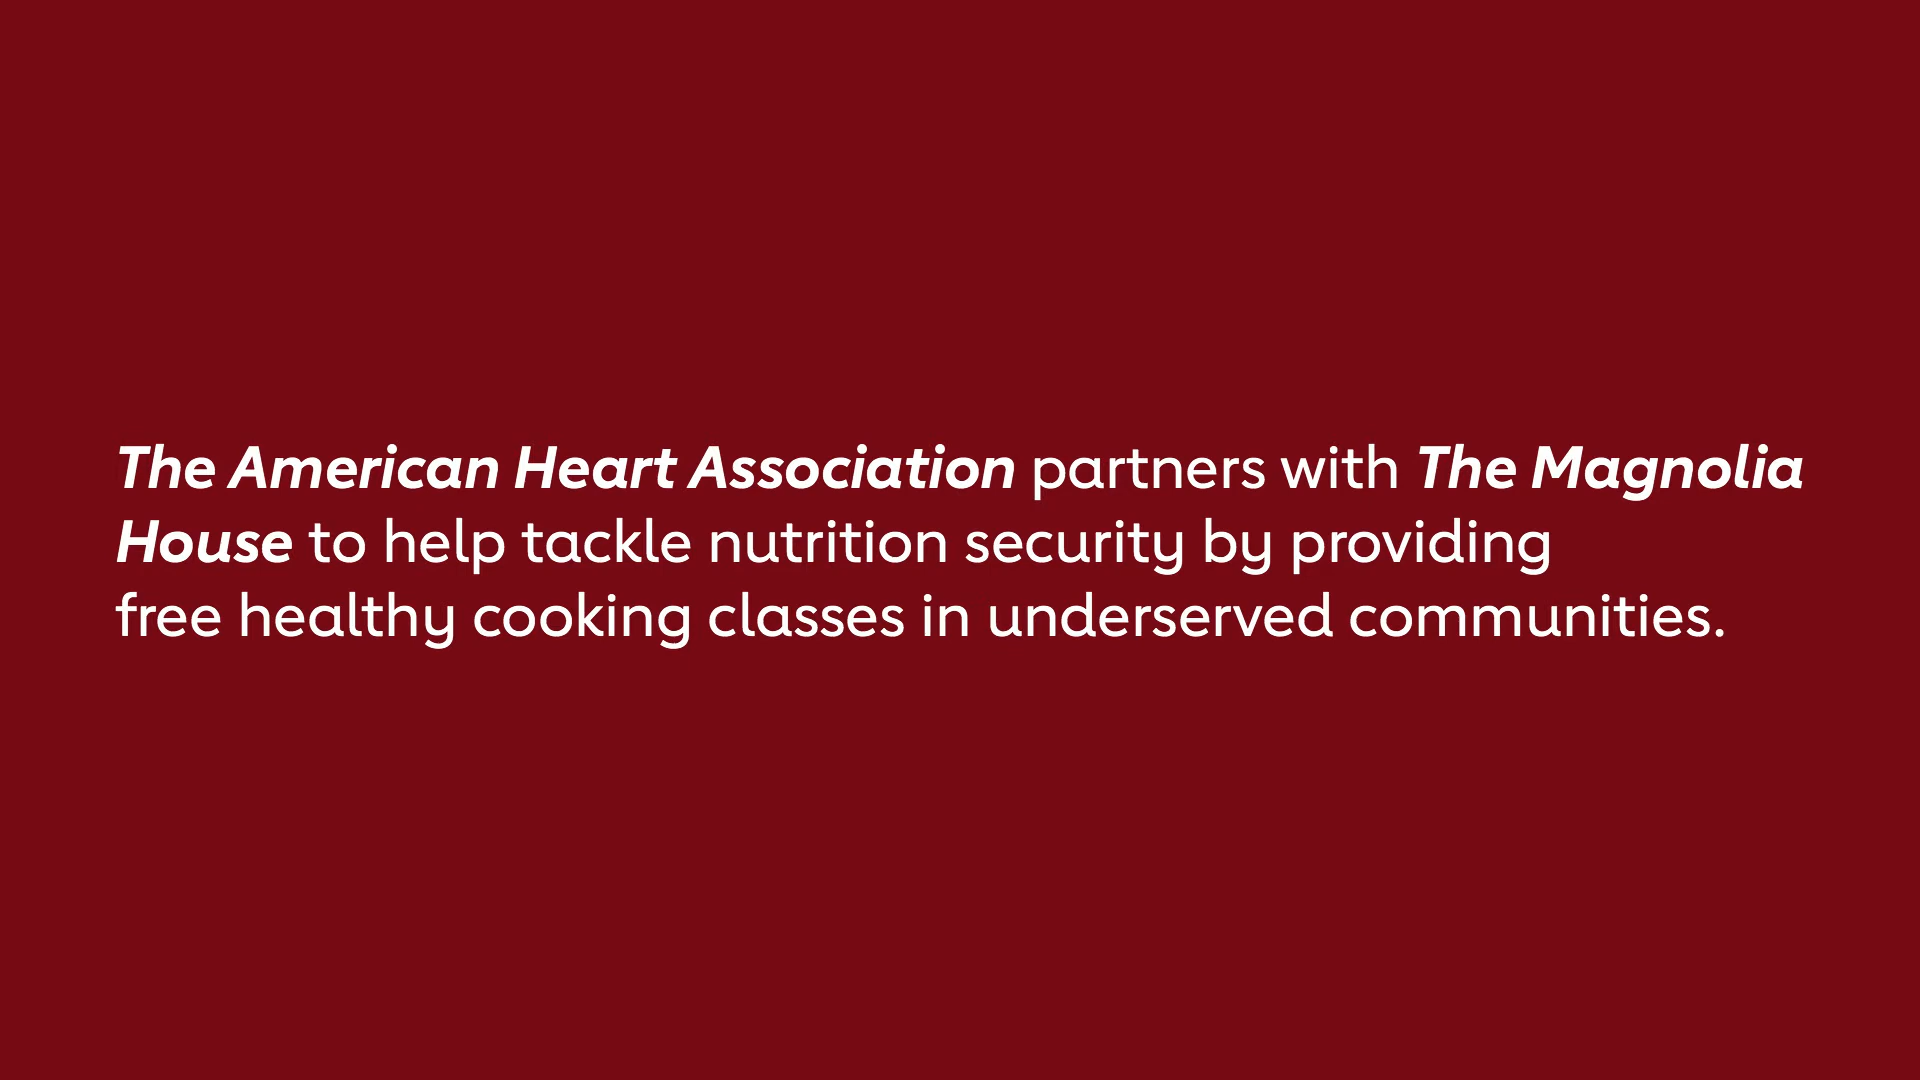 The American Heart Association partners with The Magnolia
House to help tackle nutrition security by providing
free healthy cooking classes in underserved communities.